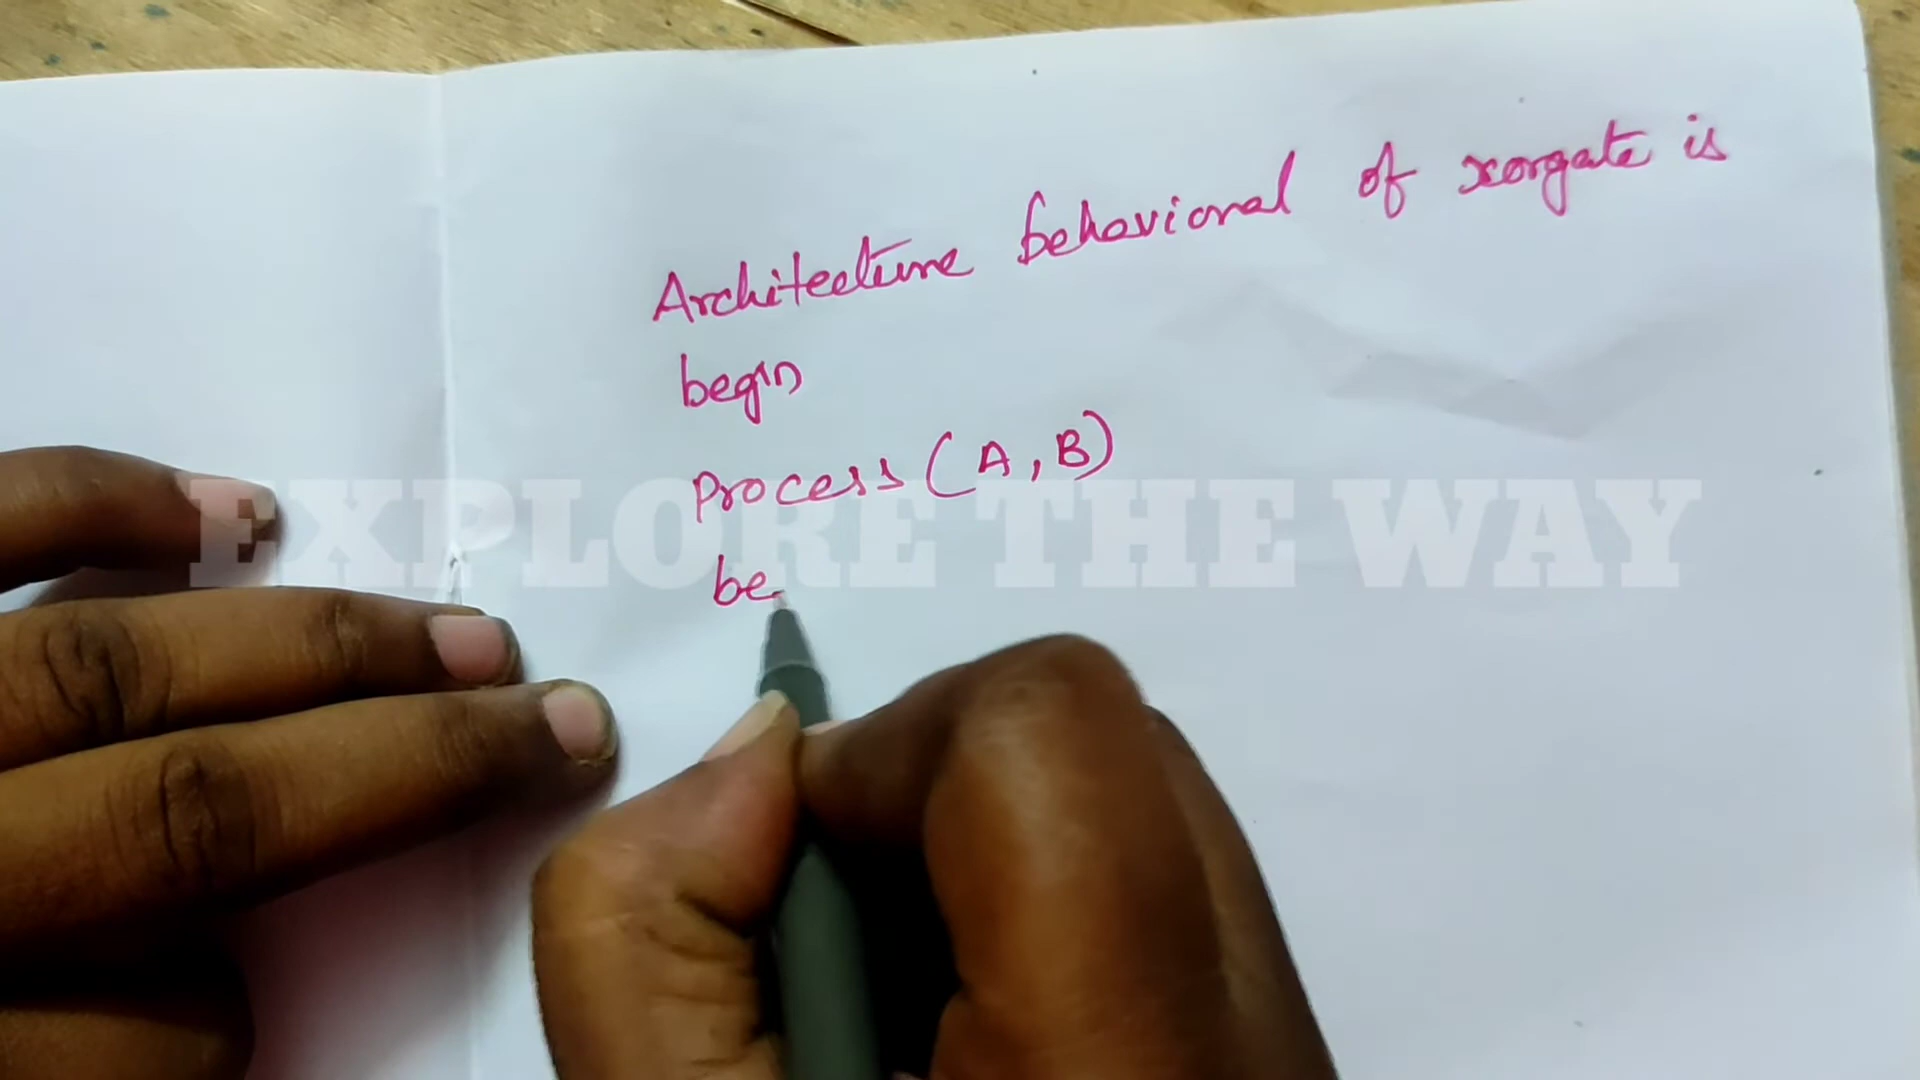 Architecture behavioral of xorgate is
begin
process (A, B)
be
EXPLORE THE WAY